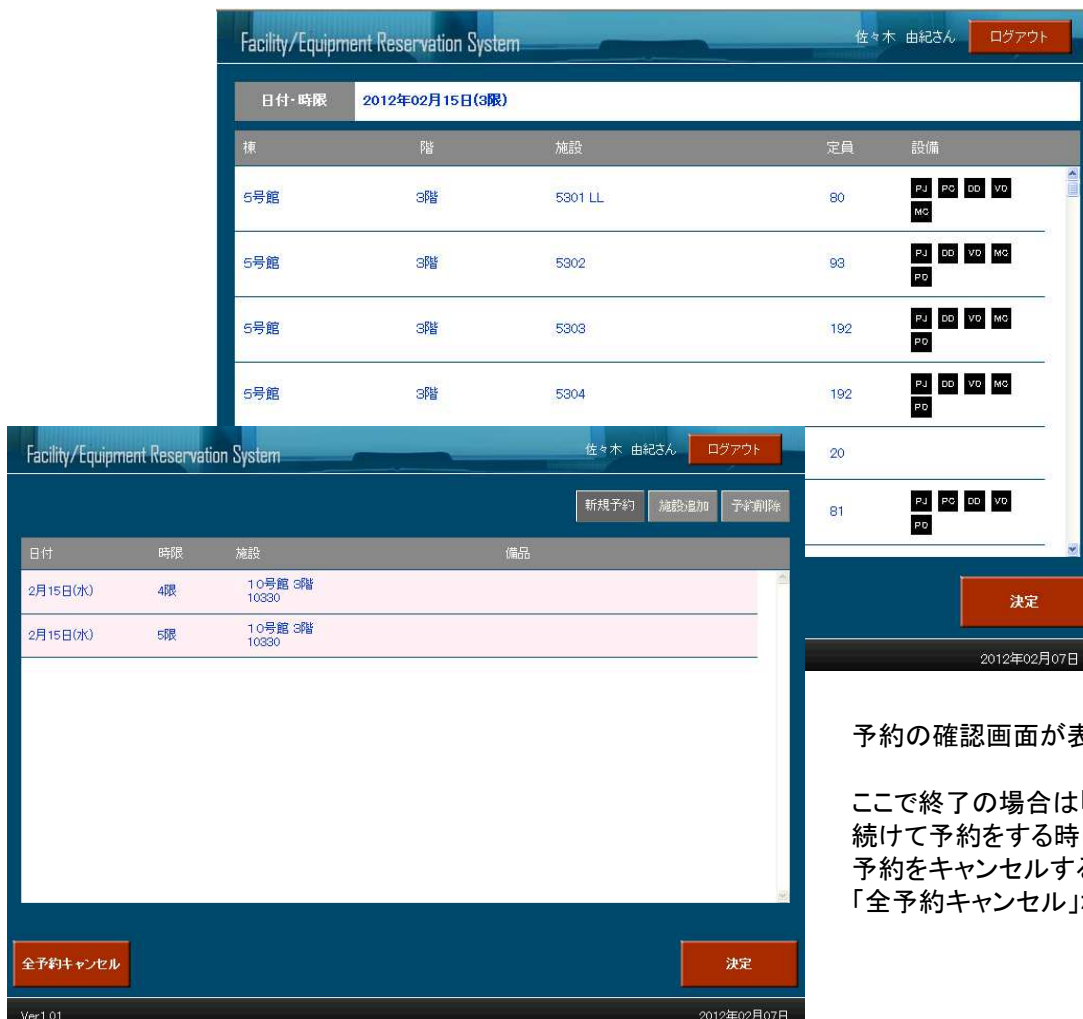 Facility/Equipment Reservation System 佐々木 由紀さん ログアウト
日付・時限 2012年02月15日(3限)
棟 階 施設 定員 設備
5号館 3階 5301 LL 80 PJ PC DD VD
MC
5号館 3階 5302 93 PJ DD VD MC
PD
5号館 3階 5303 192 PJ DD VD MC
PD
5号館 3階 5304 192 PJ DD VD MC
PD
20
81 PJ PC DD VD
PD
決定
2012年02月07日
Facility/Equipment Reservation System 佐々木 由紀さん ログアウト
新規予約 施設追加 予約削除
日付 時限 施設 備品
2月15日(水) 4限 10号館 3階
10330
2月15日(水) 5限 10号館 3階
10330
全予約キャンセル 決定
Ver1.01 2012年02月07日
予約の確認画面が表
ここで終了の場合は「
続けて予約をする時
予約をキャンセルする
「全予約キャンセル」